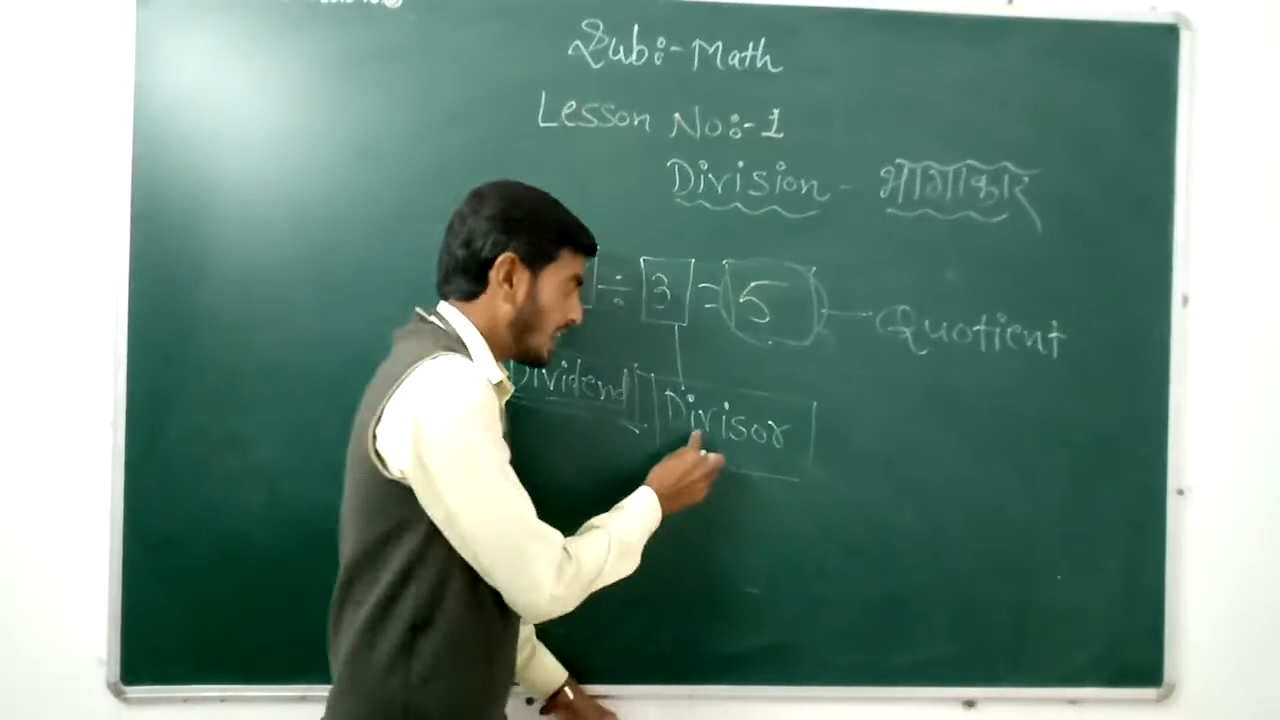 Sub:- Math
Lesson No:- 1
Division - भागाकार
÷ 3 = 5 — Quotient
Dividend Divisor